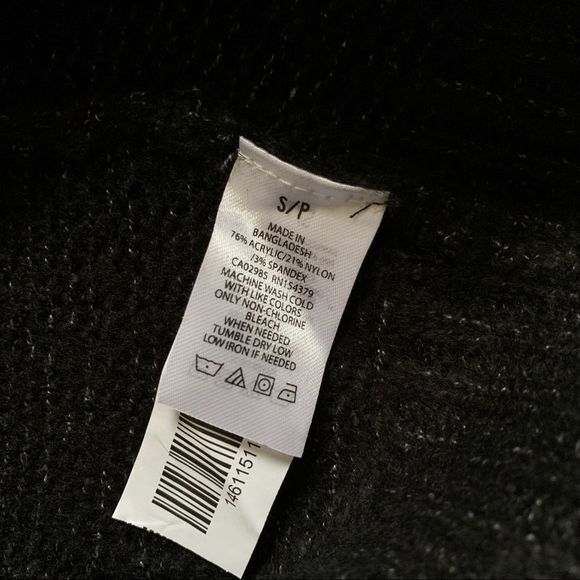 S/P
MADE IN
BANGLADESH
76% ACRYLIC/21% NYLON
/3% SPANDEX
CA02985 RN154379
MACHINE WASH COLD
WITH LIKE COLORS
ONLY NON-CHLORINE
BLEACH
WHEN NEEDED
TUMBLE DRY LOW
LOW IRON IF NEEDED
14611511